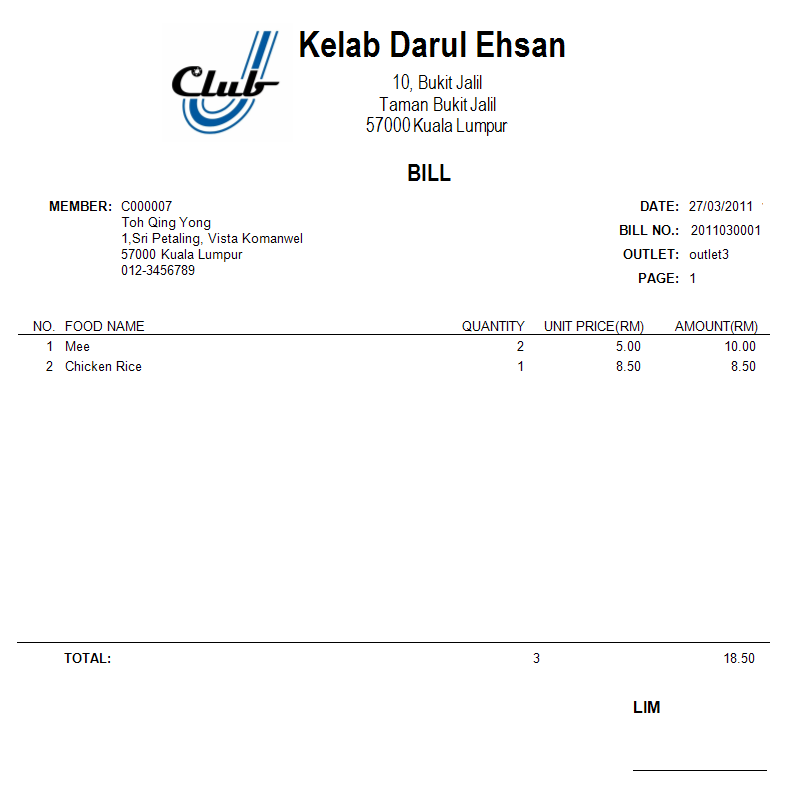 Club
Kelab Darul Ehsan
10, Bukit Jalil
Taman Bukit Jalil
57000 Kuala Lumpur
BILL
MEMBER: C000007
Toh Qing Yong
1,Sri Petaling, Vista Komanwel
57000 Kuala Lumpur
012-3456789
DATE: 27/03/2011
BILL NO.: 2011030001
OUTLET: outlet3
PAGE: 1
NO. FOOD NAME QUANTITY UNIT PRICE(RM) AMOUNT(RM)
1 Mee 2 5.00 10.00
2 Chicken Rice 1 8.50 8.50
TOTAL: 3 18.50
LIM